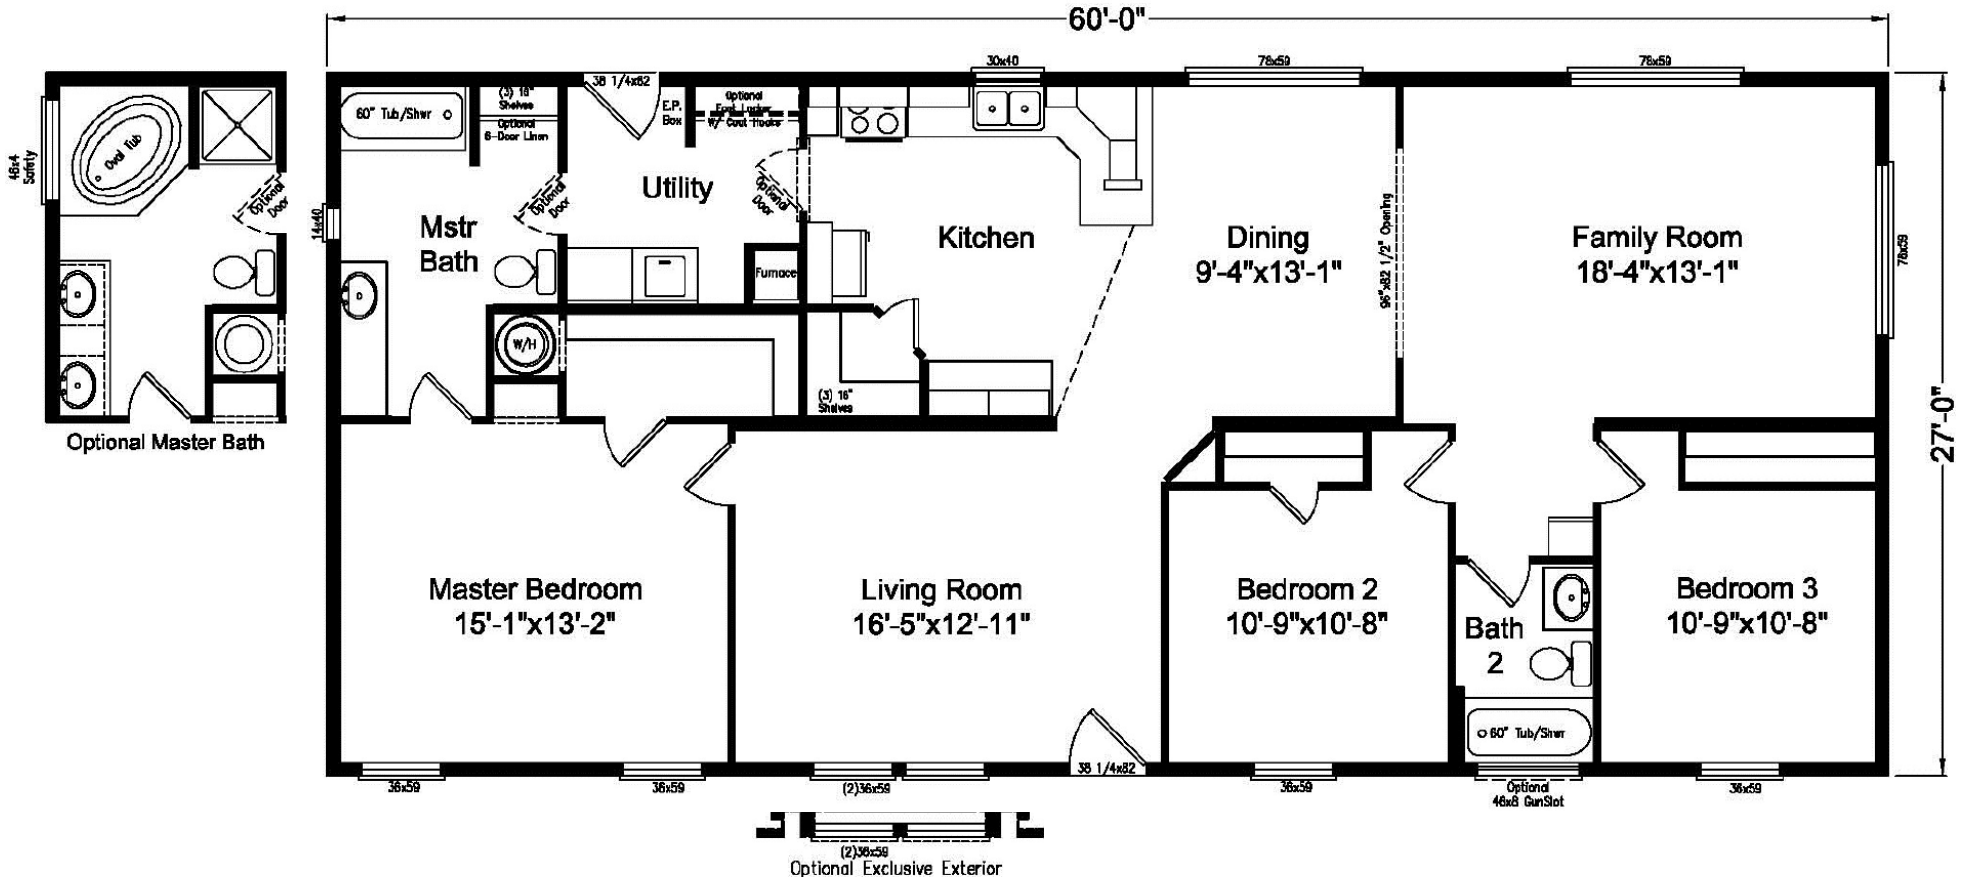 60'-0"
30x40
78x59
78x59
38 1/4x82
60" Tub/Shwr
(3) 16"
Shelves
Optional
6-Door Linen
E.P.
Box
Optional
Foot Locker
W/ Coat Hooks
46x4
Safety
Oval Tub
Optional
Door
14x40
Mstr
Bath
Optional
Door
Utility
Optional
Door
Furnace
Kitchen
Dining
9'-4"x13'-1"
96"x82 1/2" Opening
Family Room
18'-4"x13'-1"
78x59
27'-0"
W/H
(3) 16"
Shelves
Optional Master Bath
Master Bedroom
15'-1"x13'-2"
Living Room
16'-5"x12'-11"
Bedroom 2
10'-9"x10'-8"
Bath
2
Bedroom 3
10'-9"x10'-8"
60" Tub/Shwr
38 1/4x82
36x59
36x59
(2)36x59
36x59
Optional
46x8 GunSlot
36x59
(2)36x59
Optional Exclusive Exterior